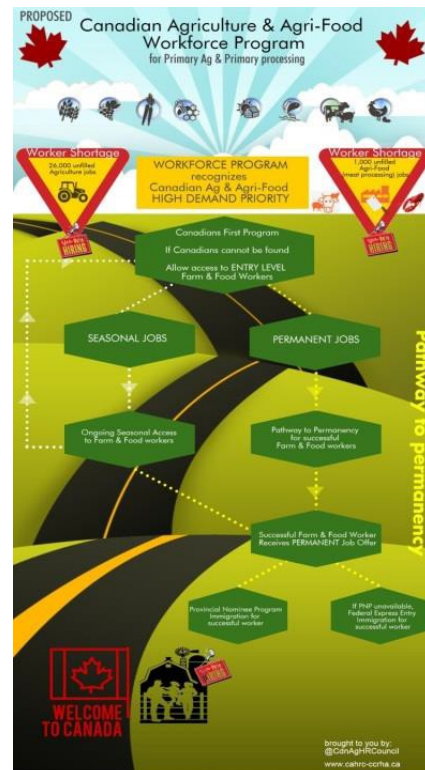 PROPOSED
Canadian Agriculture & Agri-Food
Workforce Program
for Primary Ag & Primary processing
Worker Shortage
26,000 unfilled
Agriculture jobs
WORKFORCE PROGRAM
recognizes
Canadian Ag & Agri-Food
HIGH DEMAND PRIORITY
Worker Shortage
1,000 unfilled
Agri-Food
(meat processing) jobs
HIRING
HIRING
Canadians First Program
If Canadians cannot be found
Allow access to ENTRY LEVEL
Farm & Food Workers
SEASONAL JOBS
PERMANENT JOBS
Pathway to permanency
Ongoing Seasonal Access
to Farm & Food workers
Pathway to Permanency
for successful
Farm & Food workers
Successful Farm & Food Worker
Receives PERMANENT Job Offer
Provincial Nominee Program
Immigration for
successful worker
If PNP unavailable,
Federal Express Entry
Immigration for
successful worker
HIRING
WELCOME
TO CANADA
brought to you by:
@CdnAgHRCouncil
www.cahrc-ccrha.ca